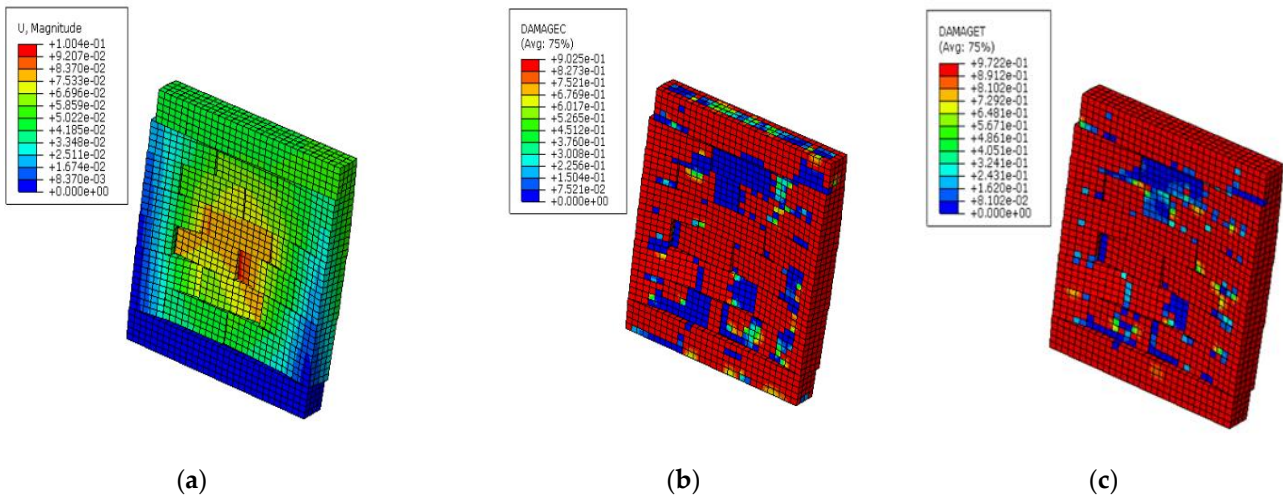 U, Magnitude
+1.004e-01
+9.207e-02
+8.370e-02
+7.533e-02
+6.696e-02
+5.859e-02
+5.022e-02
+4.185e-02
+3.348e-02
+2.511e-02
+1.674e-02
+8.370e-03
+0.000e+00
DAMAGEC
(Avg: 75%)
+9.025e-01
+8.273e-01
+7.521e-01
+6.769e-01
+6.017e-01
+5.265e-01
+4.512e-01
+3.760e-01
+3.008e-01
+2.256e-01
+1.504e-01
+7.521e-02
+0.000e+00
DAMAGET
(Avg: 75%)
+9.722e-01
+8.912e-01
+8.102e-01
+7.292e-01
+6.481e-01
+5.671e-01
+4.861e-01
+4.051e-01
+3.241e-01
+2.431e-01
+1.620e-01
+8.102e-02
+0.000e+00
(a)
(b)
(c)